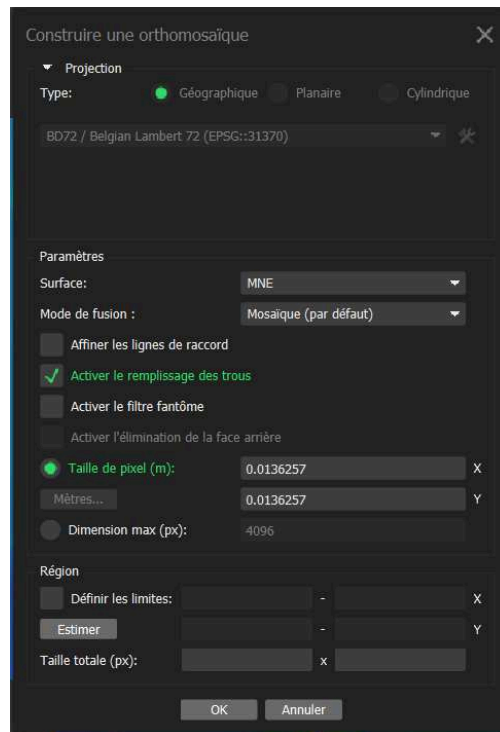 Construire une orthomosaïque
Projection
Type: Géographique Planaire Cylindrique
BD72 / Belgian Lambert 72 (EPSG::31370)
Paramètres
Surface: MNE
Mode de fusion : Mosaïque (par défaut)
Affiner les lignes de raccord
Activer le remplissage des trous
Activer le filtre fantôme
Activer l'élimination de la face arrière
Taille de pixel (m): 0.0136257 X
Mètres... 0.0136257 Y
Dimension max (px): 4096
Région
Définir les limites: - X
Estimer - Y
Taille totale (px): x
OK Annuler